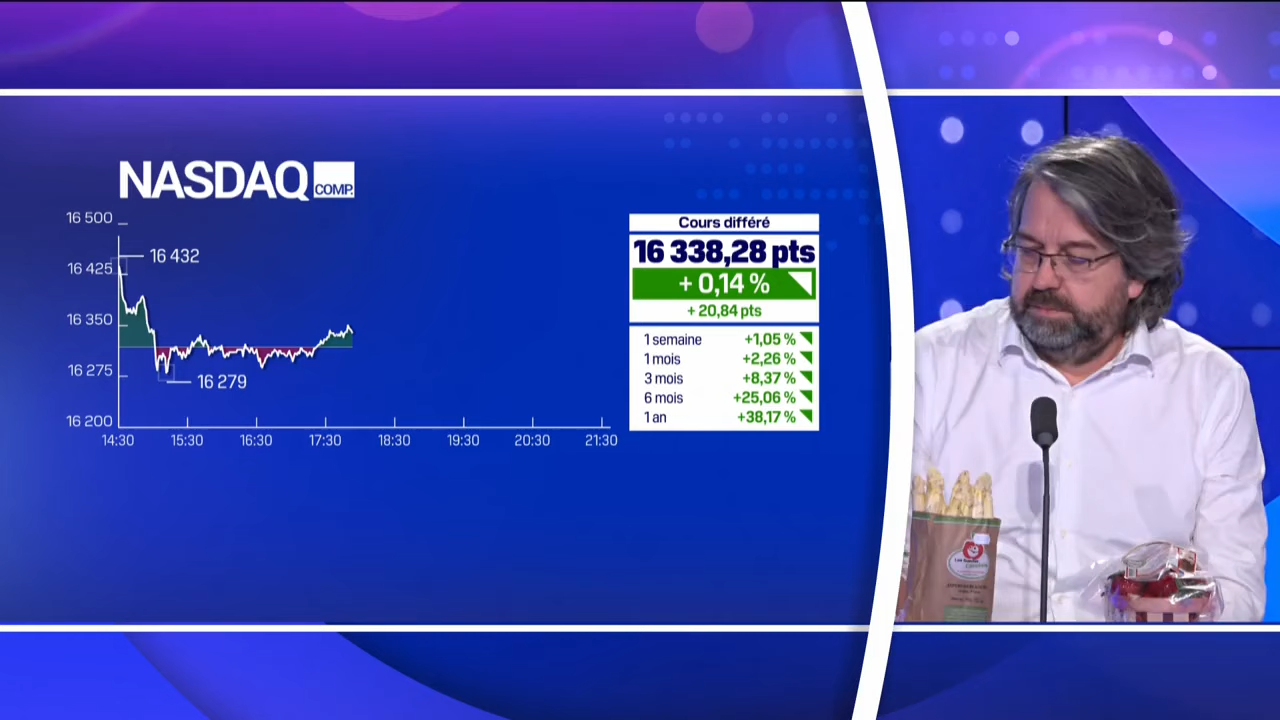 NASDAQ COMP.
16 500
16 432
16 425
16 350
16 275
16 279
16 200
14:30 15:30 16:30 17:30 18:30 19:30 20:30 21:30
Cours différé
16 338,28 pts
+ 0,14 %
+ 20,84 pts
1 semaine +1,05 %
1 mois +2,26 %
3 mois +8,37 %
6 mois +25,06 %
1 an +38,17 %